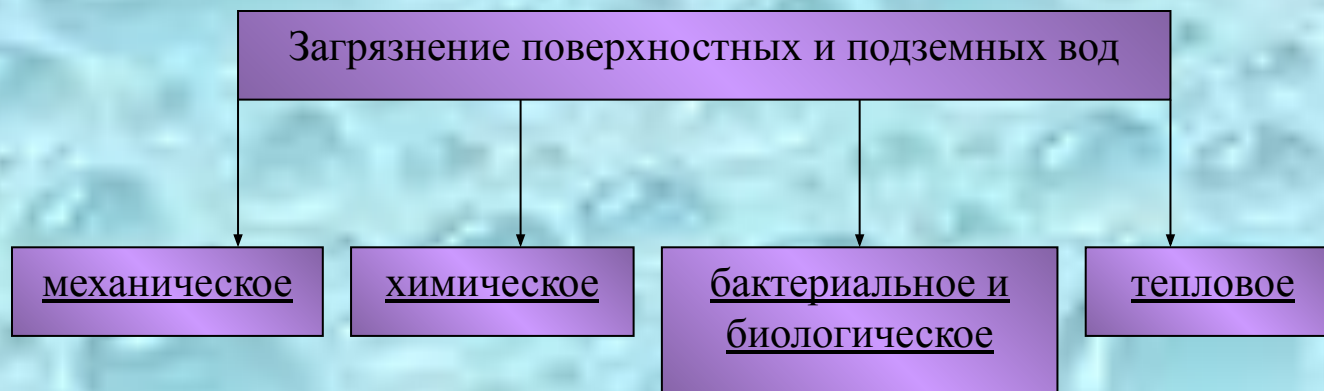 Загрязнение поверхностных и подземных вод
механическое
химическое
бактериальное и
биологическое
тепловое